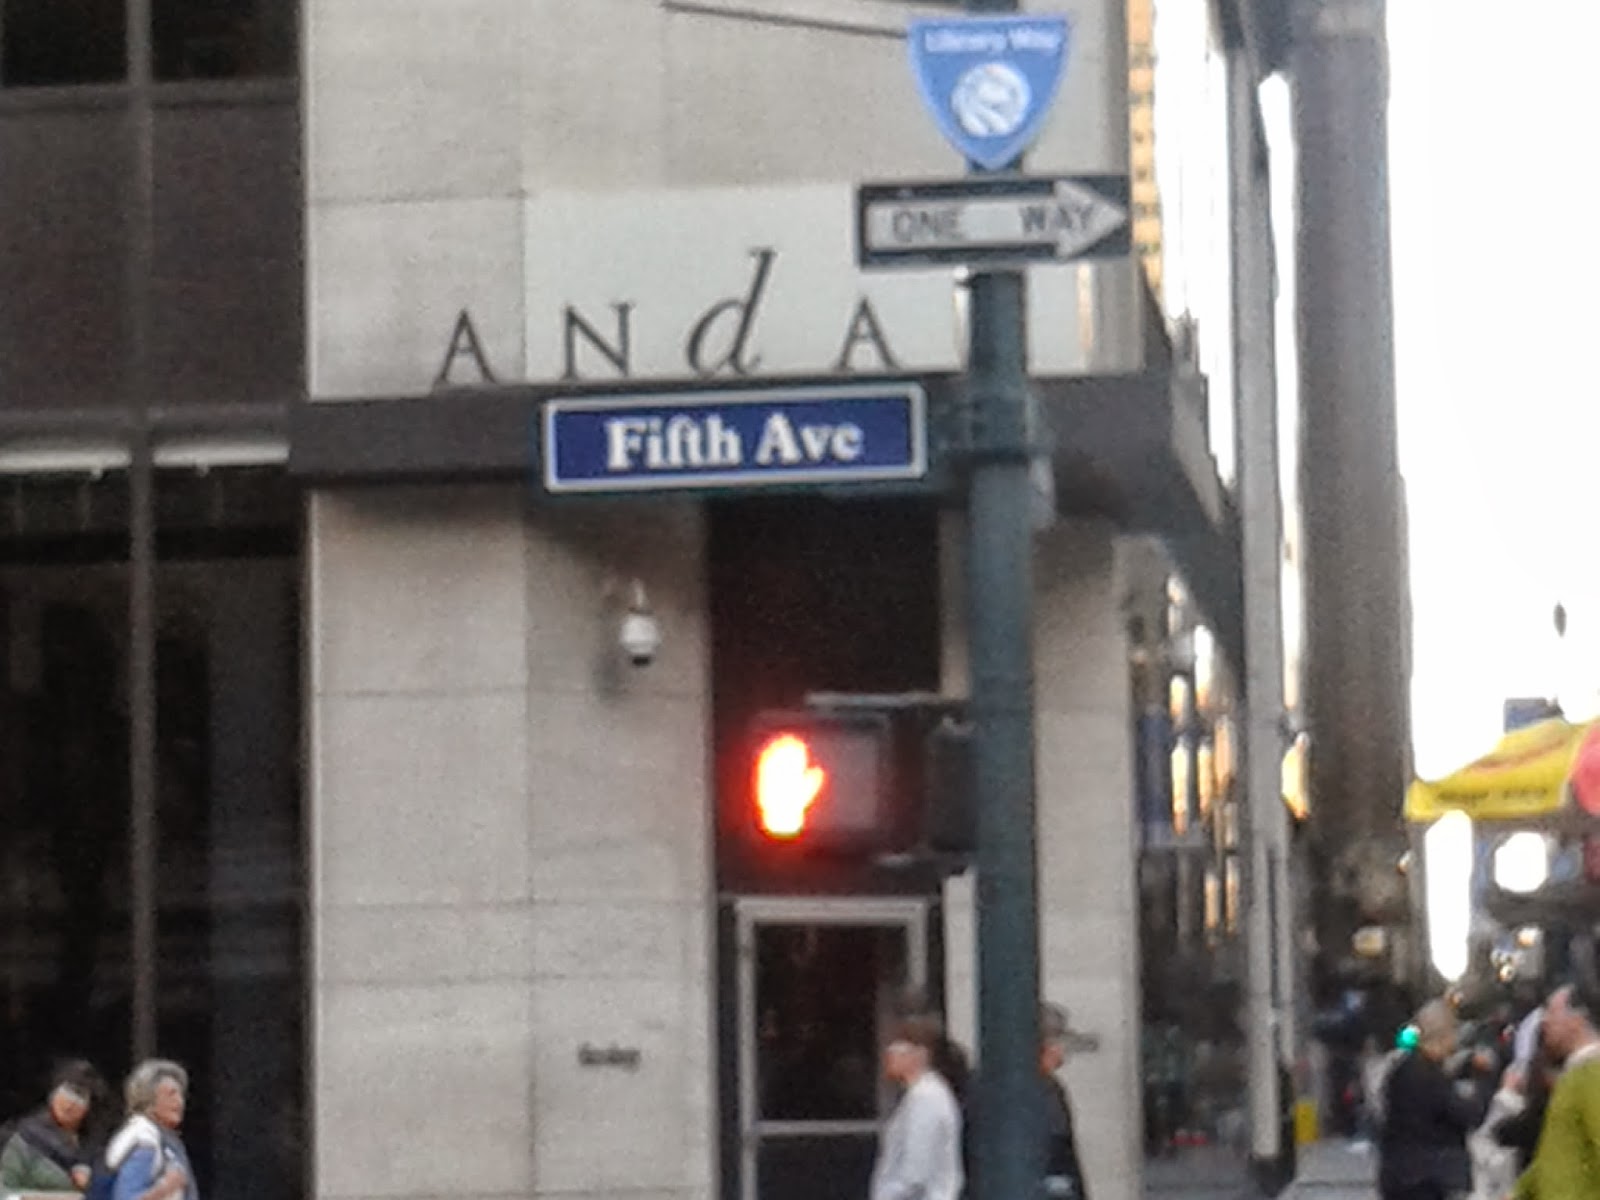 Library Way
ONE WAY
ANdA
Fifth Ave